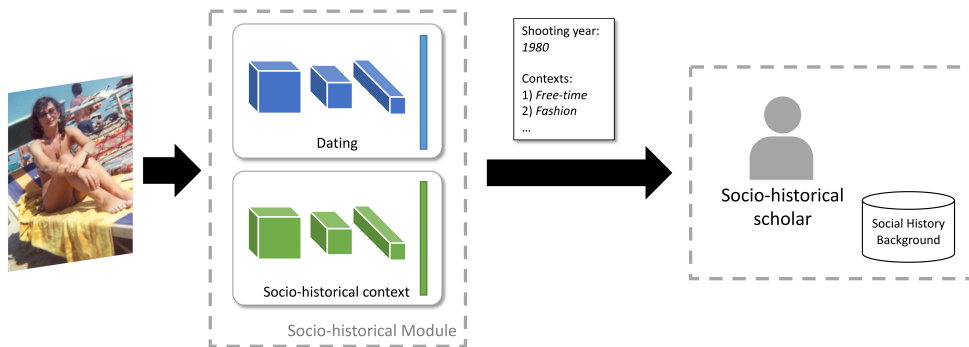 Dating
Socio-historical context
Socio-historical Module
Shooting year:
1980
Contexts:
1) Free-time
2) Fashion
...
Socio-historical
scholar
Social History
Background